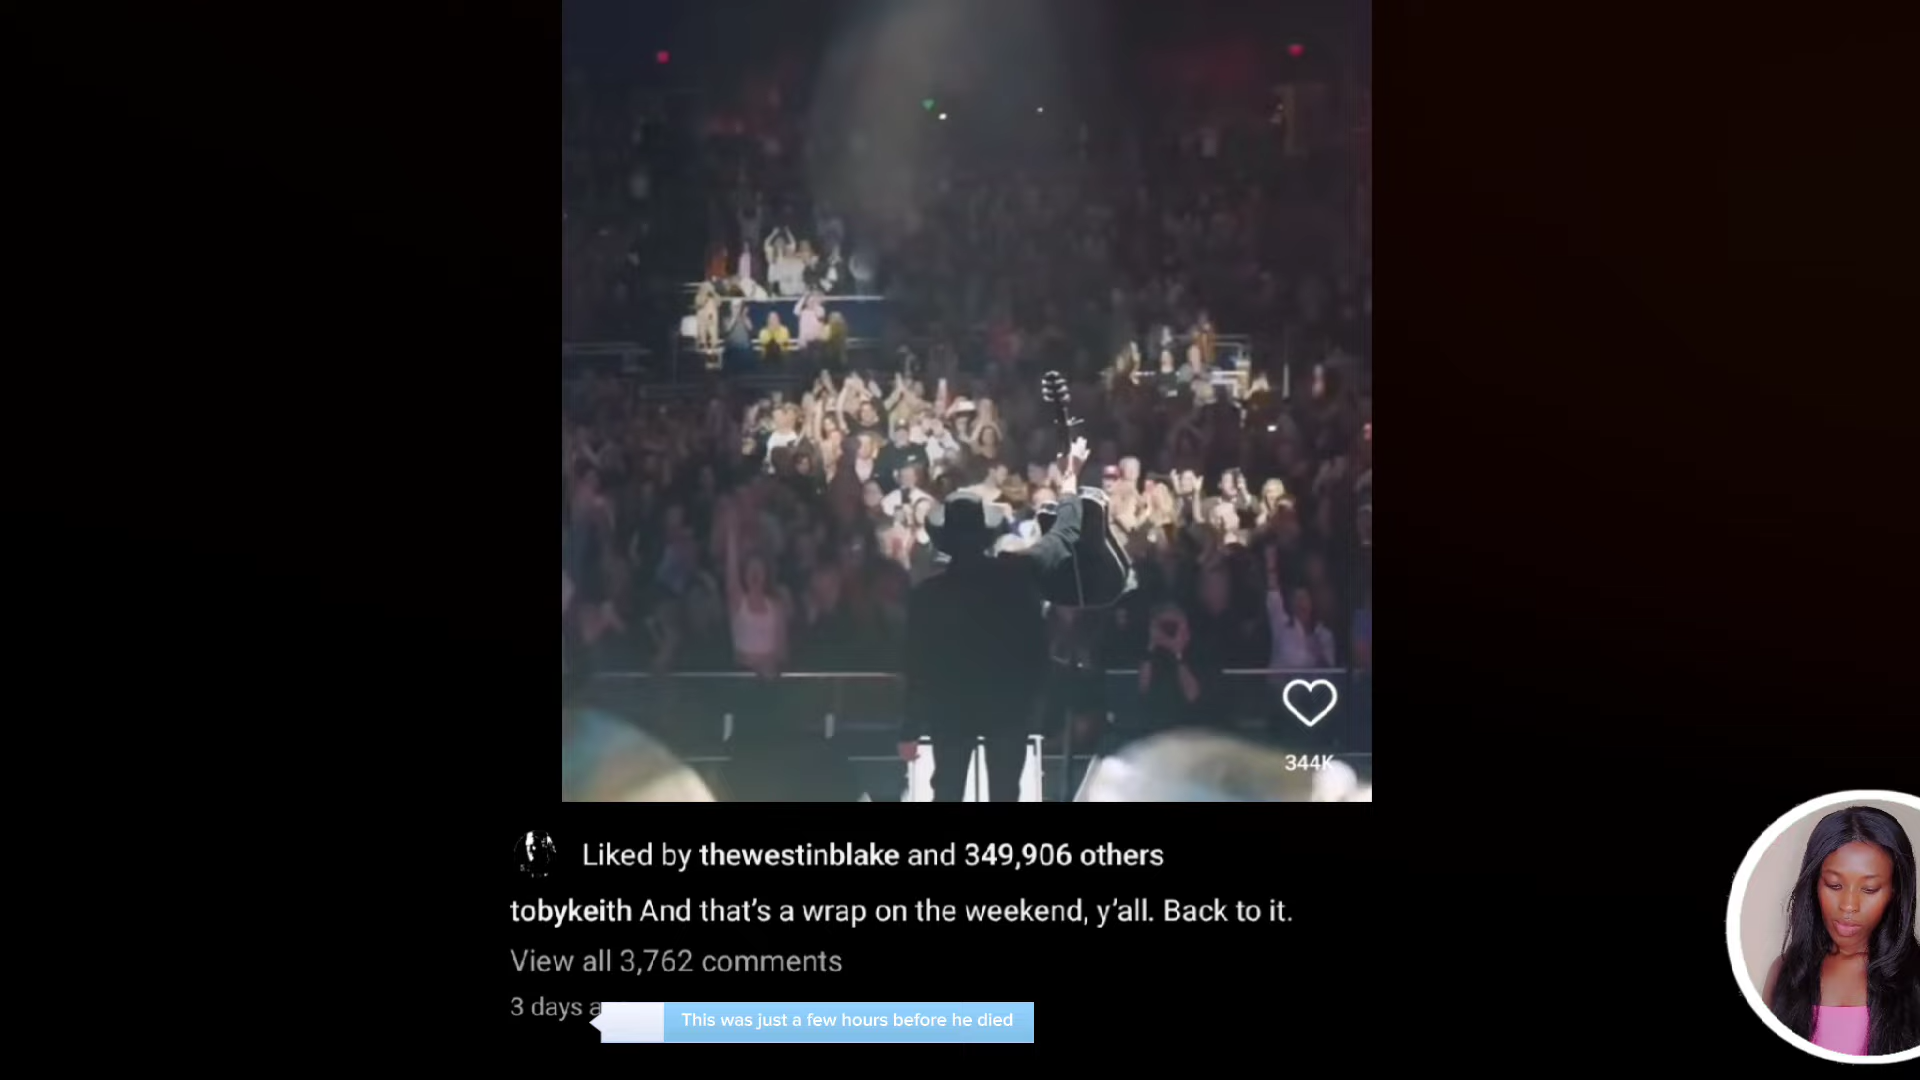 344K
Liked by thewestinblake and 349,906 others
tobykeith And that's a wrap on the weekend, y'all. Back to it.
View all 3,762 comments
3 days
This was just a few hours before he died